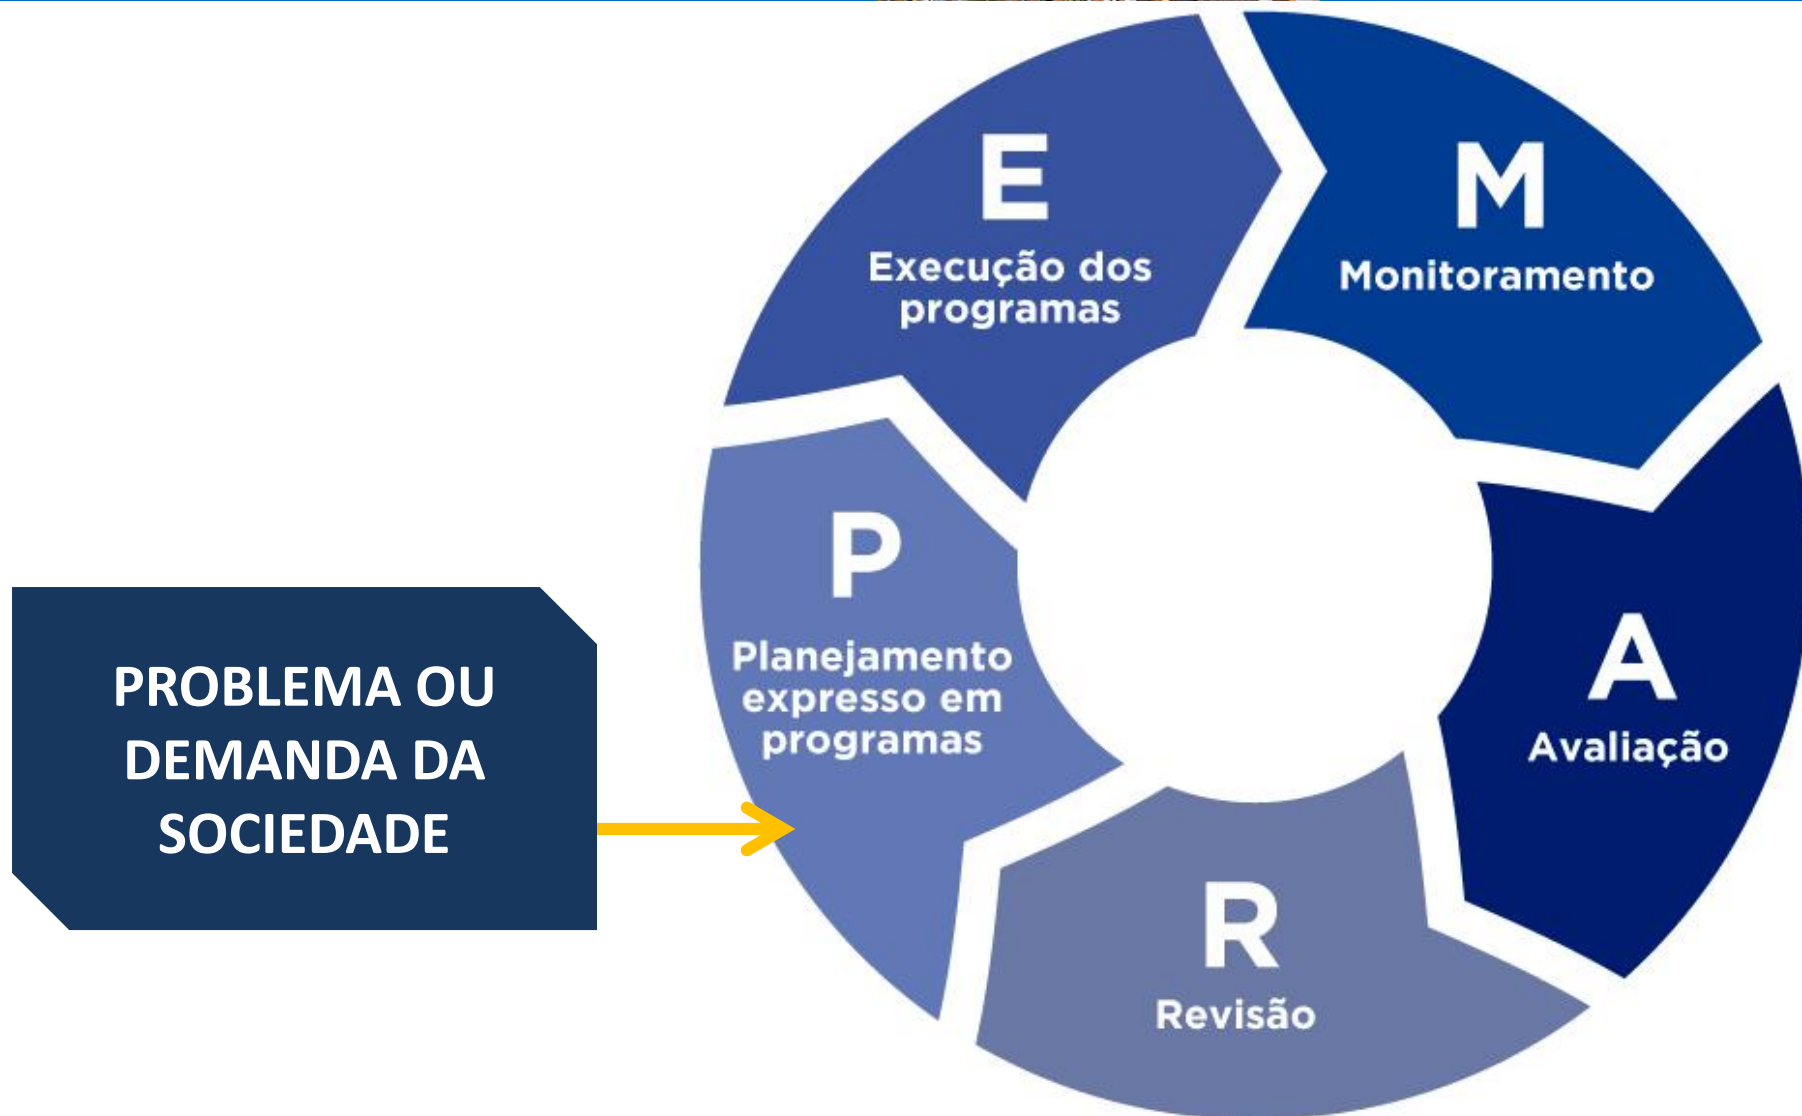 E
Execução dos
programas
M
Monitoramento
P
Planejamento
expresso em
programas
A
Avaliação
R
Revisão
PROBLEMA OU
DEMANDA DA
SOCIEDADE